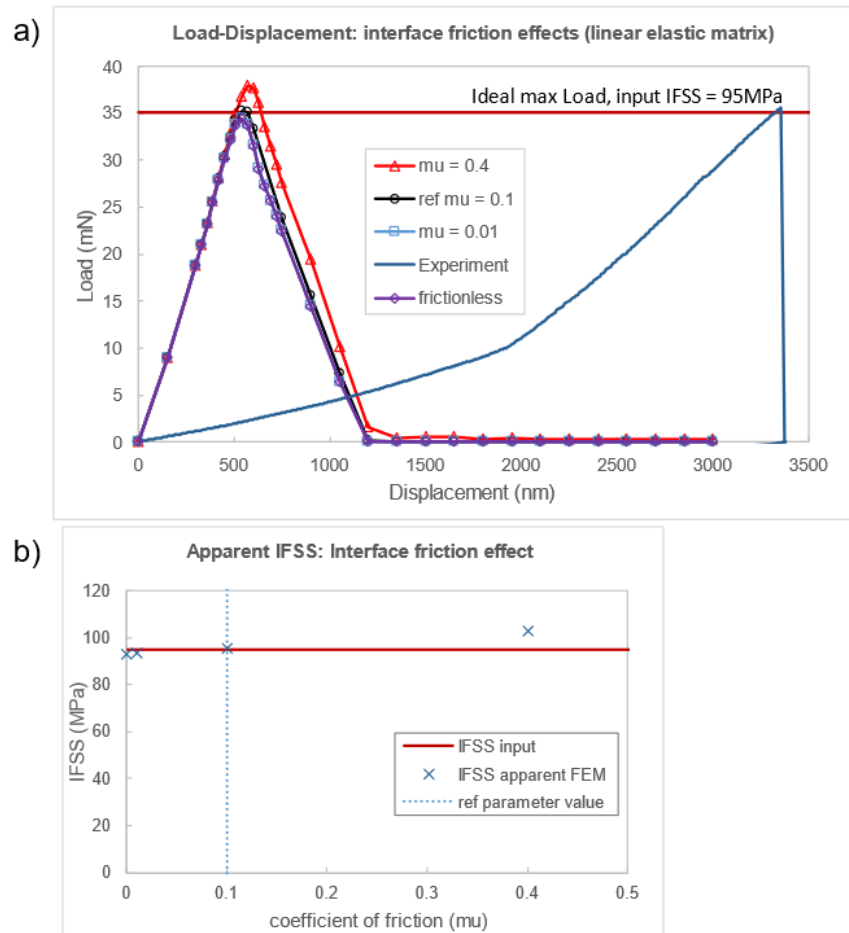 a)
Load-Displacement: interface friction effects (linear elastic matrix)
40
35
30
25
20
15
10
5
0
Load (mN)
Ideal max Load, input IFSS = 95MPa
mu = 0.4
ref mu = 0.1
mu = 0.01
Experiment
frictionless
0
500
1000
1500
2000
2500
3000
3500
Displacement (nm)
b)
Apparent IFSS: Interface friction effect
120
100
80
60
40
20
0
IFSS (MPa)
IFSS input
IFSS apparent FEM
ref parameter value
0
0.1
0.2
0.3
0.4
0.5
coefficient of friction (mu)